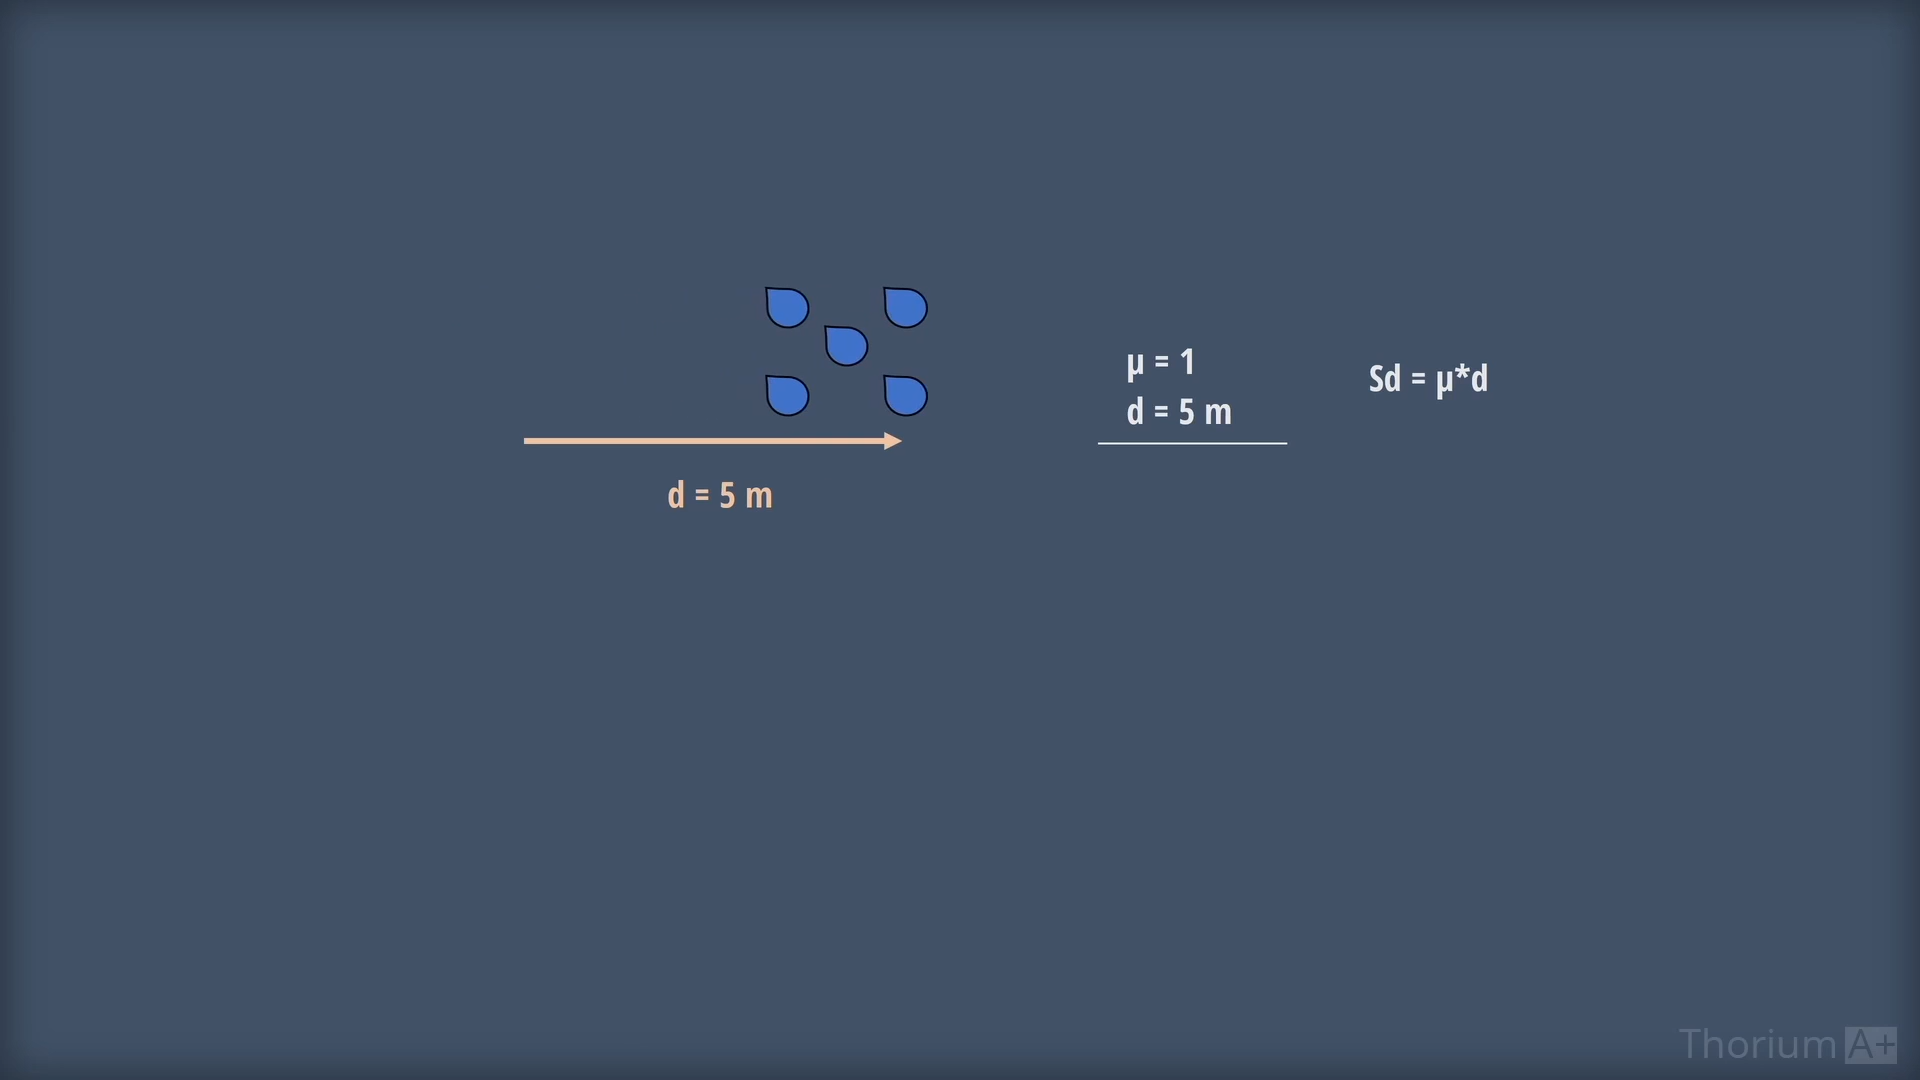 μ = 1
d = 5 m
Sd = μ*d
d = 5 m
Thorium A+